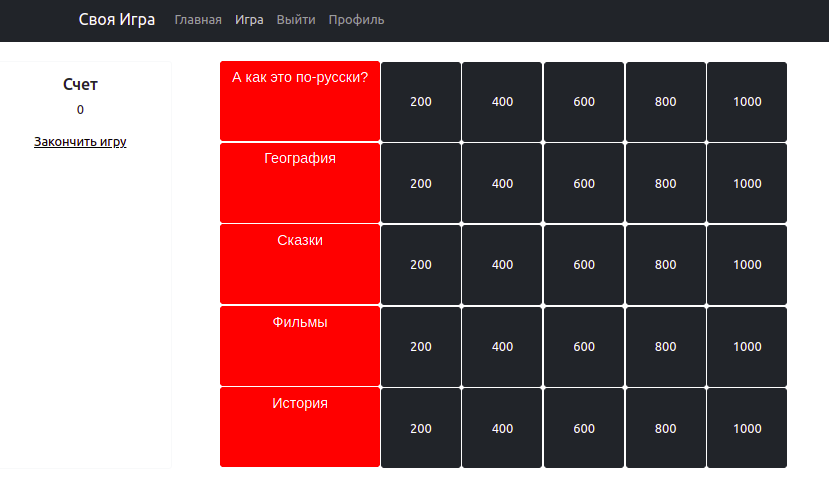 Своя Игра Главная Игра Выйти Профиль
Счет
0
Закончить игру
А как это по-русски? 200 400 600 800 1000
География 200 400 600 800 1000
Сказки 200 400 600 800 1000
Фильмы 200 400 600 800 1000
История 200 400 600 800 1000